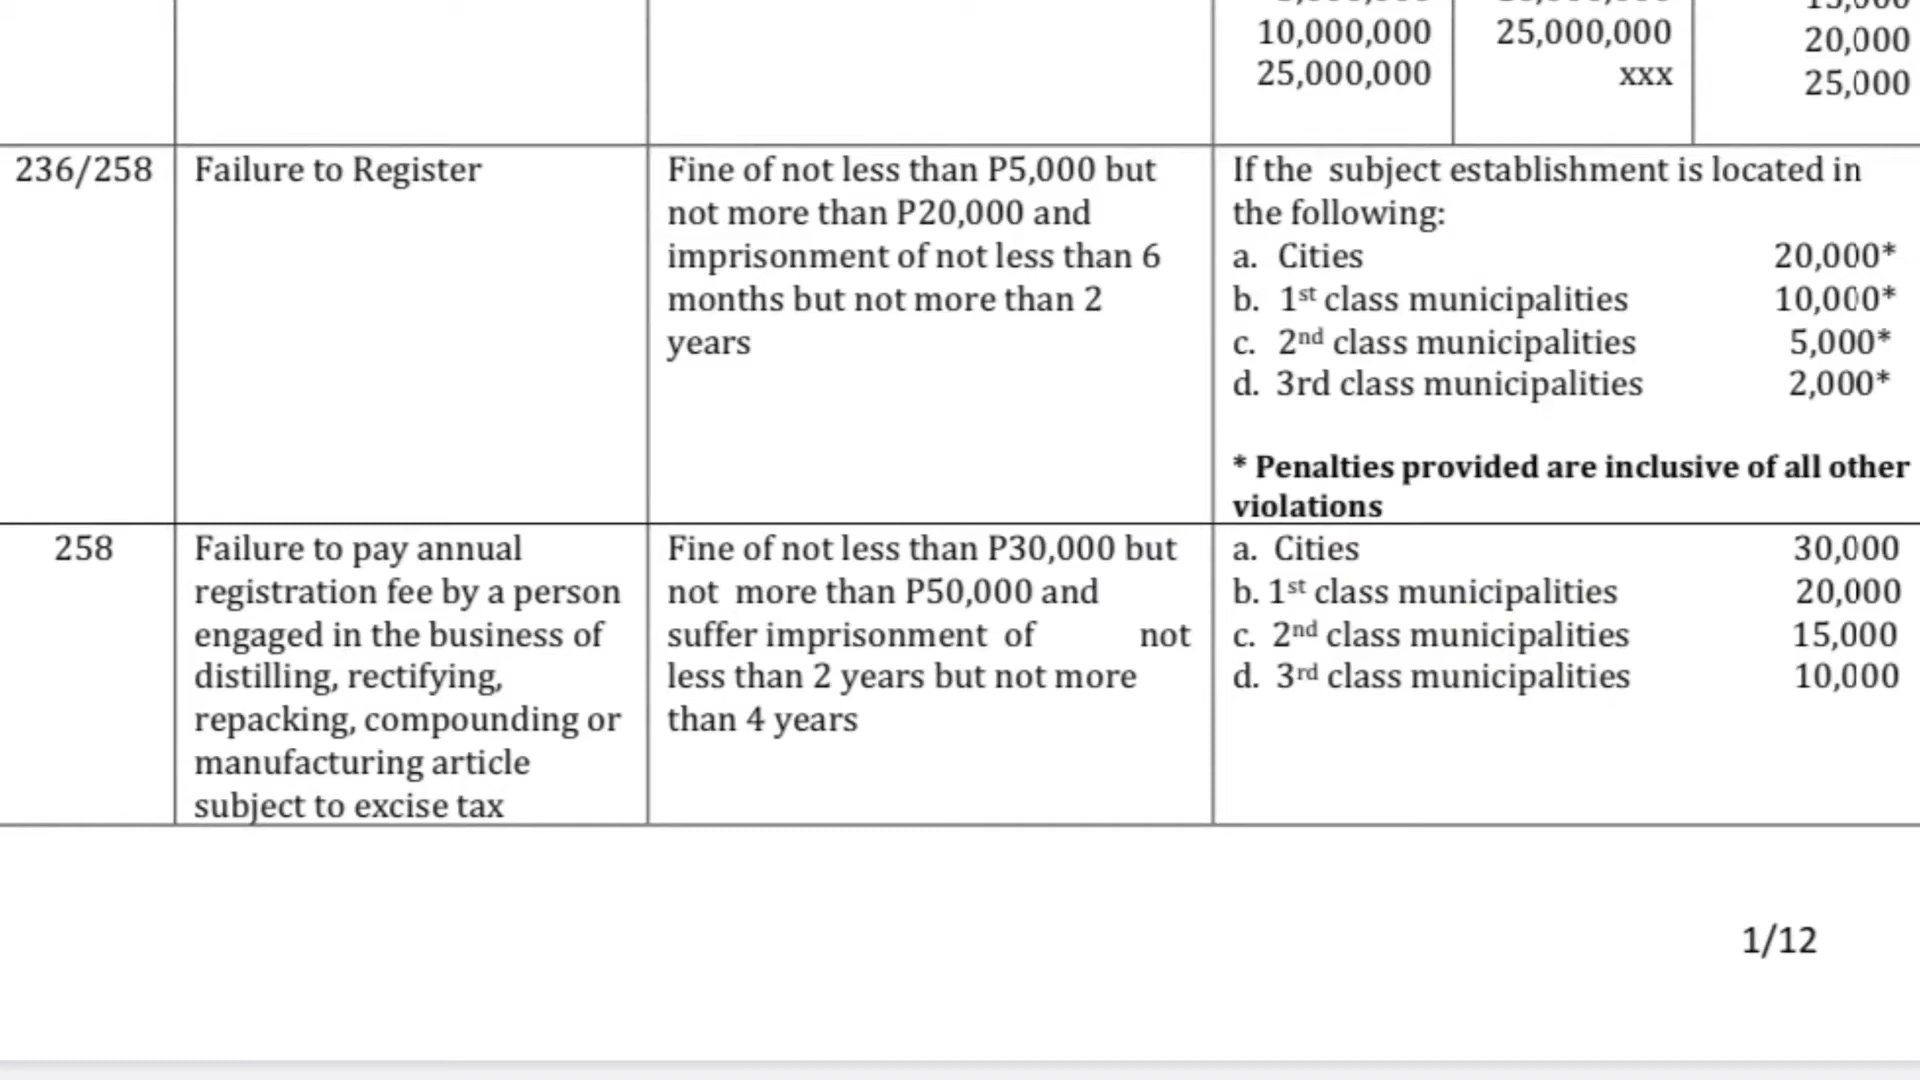 10,000,000 25,000,000 20,000
25,000,000 xxx 25,000
236/258 Failure to Register Fine of not less than P5,000 but If the subject establishment is located in
not more than P20,000 and the following:
imprisonment of not less than 6 a. Cities 20,000*
months but not more than 2 b. 1st class municipalities 10,000*
years c. 2nd class municipalities 5,000*
d. 3rd class municipalities 2,000*
* Penalties provided are inclusive of all other
violations
258 Failure to pay annual Fine of not less than P30,000 but a. Cities 30,000
registration fee by a person not more than P50,000 and b. 1st class municipalities 20,000
engaged in the business of suffer imprisonment of not c. 2nd class municipalities 15,000
distilling, rectifying, less than 2 years but not more d. 3rd class municipalities 10,000
repacking, compounding or than 4 years
manufacturing article
subject to excise tax
1/12